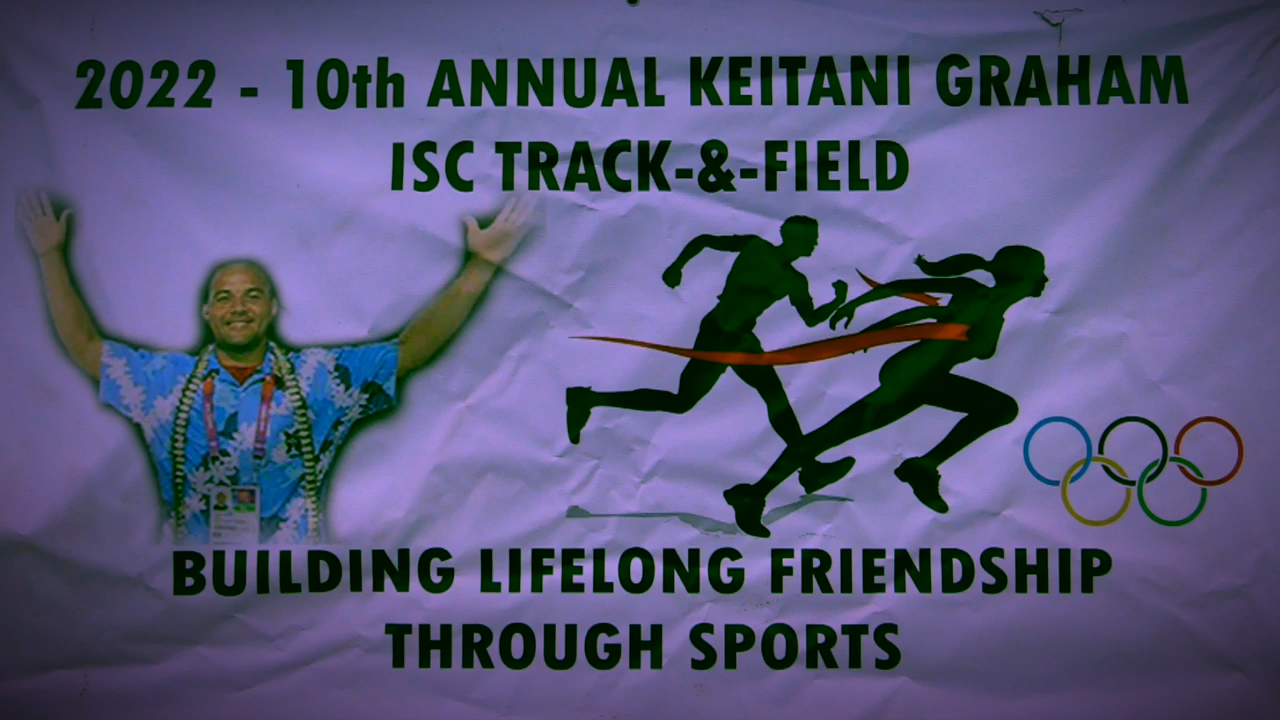 2022 - 10th ANNUAL KEITANI GRAHAM
ISC TRACK-&-FIELD
BUILDING LIFELONG FRIENDSHIP
THROUGH SPORTS